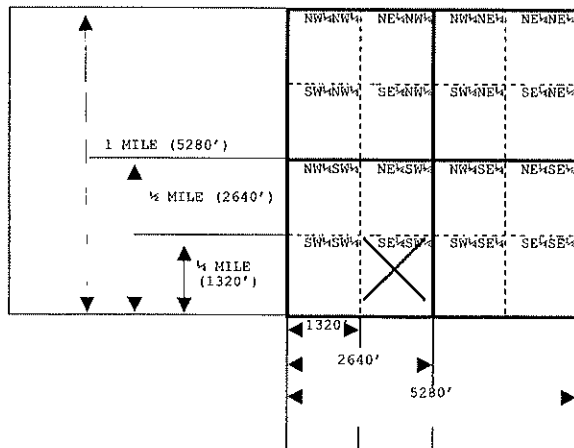 NW¼NW¼ NE¼NW¼ NW¼NE¼ NE¼NE¼
SW¼NW¼ SE¼NW¼ SW¼NE¼ SE¼NE¼
1 MILE (5280')
NW¼SW¼ NE¼SW¼ NW¼SE¼ NE¼SE¼
½ MILE (2640')
SW¼SW¼ SE¼SW¼ SW¼SE¼ SE¼SE¼
¼ MILE
(1320')
1320'
2640'
5280'